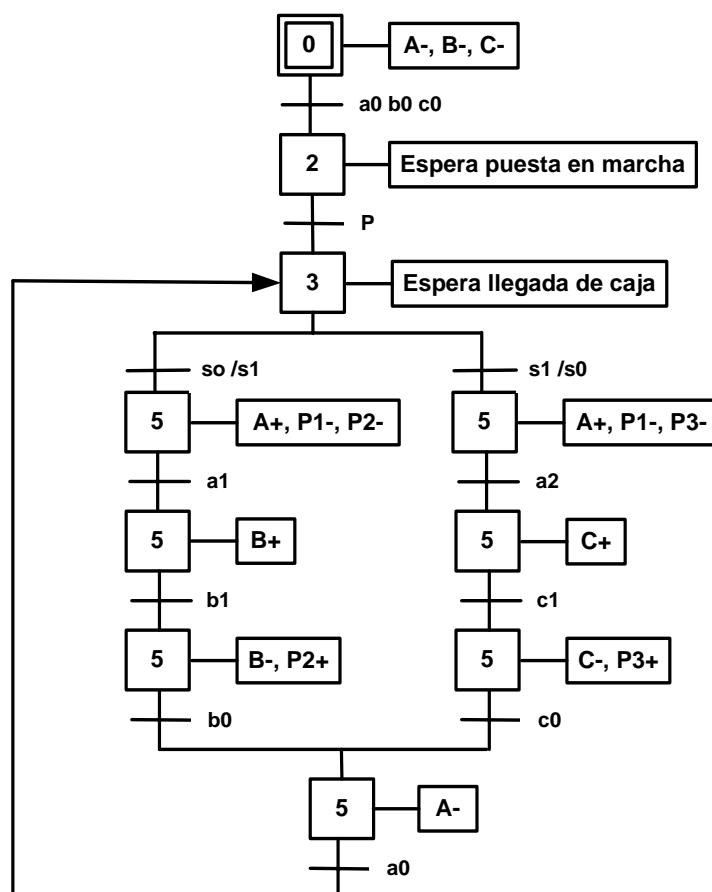 0
A-, B-, C-
a0 b0 c0
2
Espera puesta en marcha
P
3
Espera llegada de caja
so /s1
s1 /s0
5
A+, P1-, P2-
5
A+, P1-, P3-
a1
a2
5
B+
5
C+
b1
c1
5
B-, P2+
5
C-, P3+
b0
c0
5
A-
a0